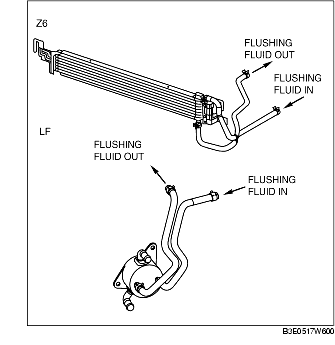 Z6
FLUSHING
FLUID OUT
FLUSHING
FLUID IN
LF
FLUSHING
FLUID OUT
FLUSHING
FLUID IN
B3E0517W600